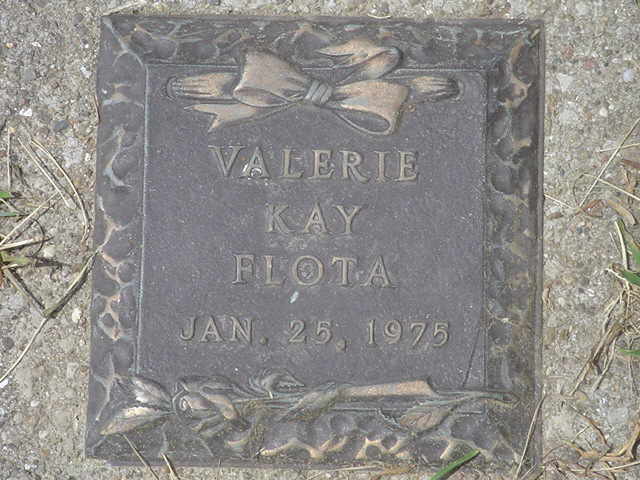 VALERIE
KAY
FLOTA
JAN. 25, 1975